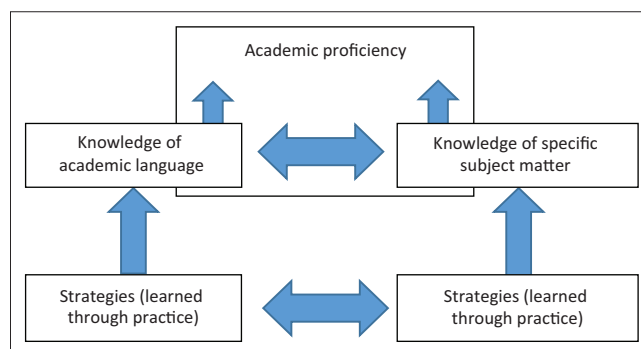 Academic proficiency
Knowledge of
academic language
Knowledge of specific
subject matter
Strategies (learned
through practice)
Strategies (learned
through practice)